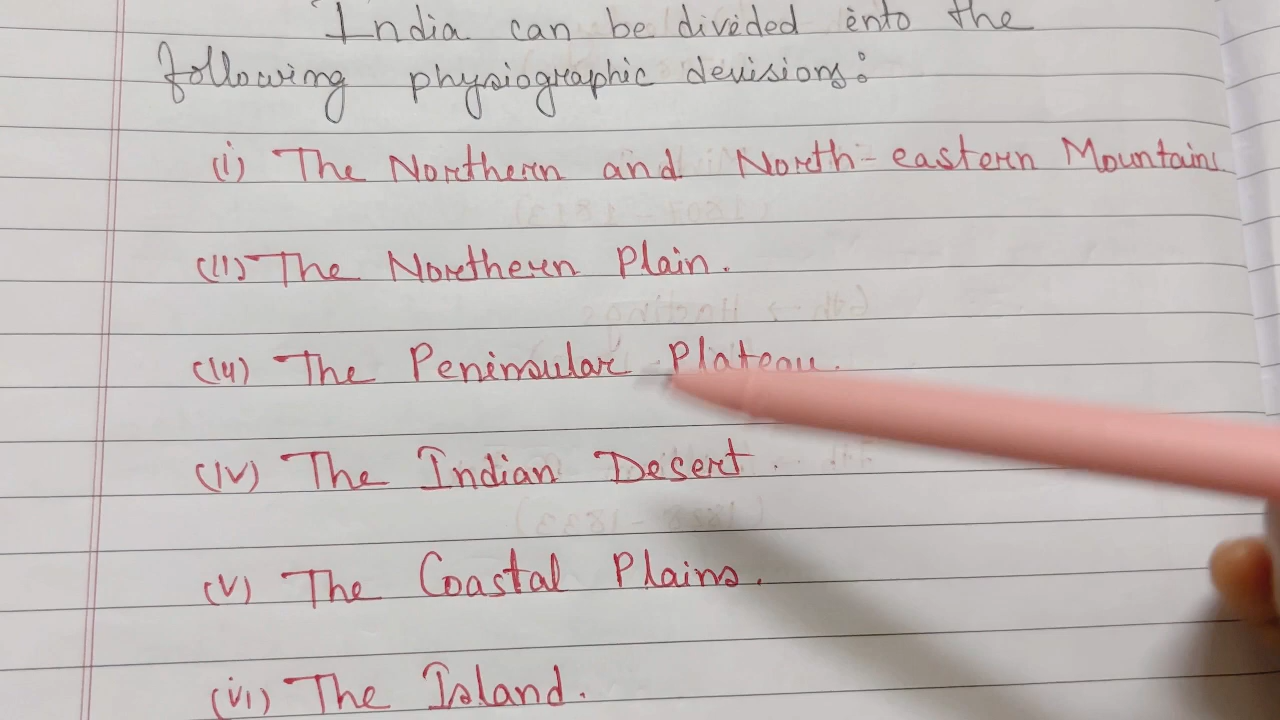 India can be divided into the
following physiographic devisions:
(i) The Northern and North-eastern Mountains
(ii) The Northern Plain.
(iii) The Peninsular Plateau.
(iv) The Indian Desert.
(v) The Coastal Plains.
(vi) The Island.